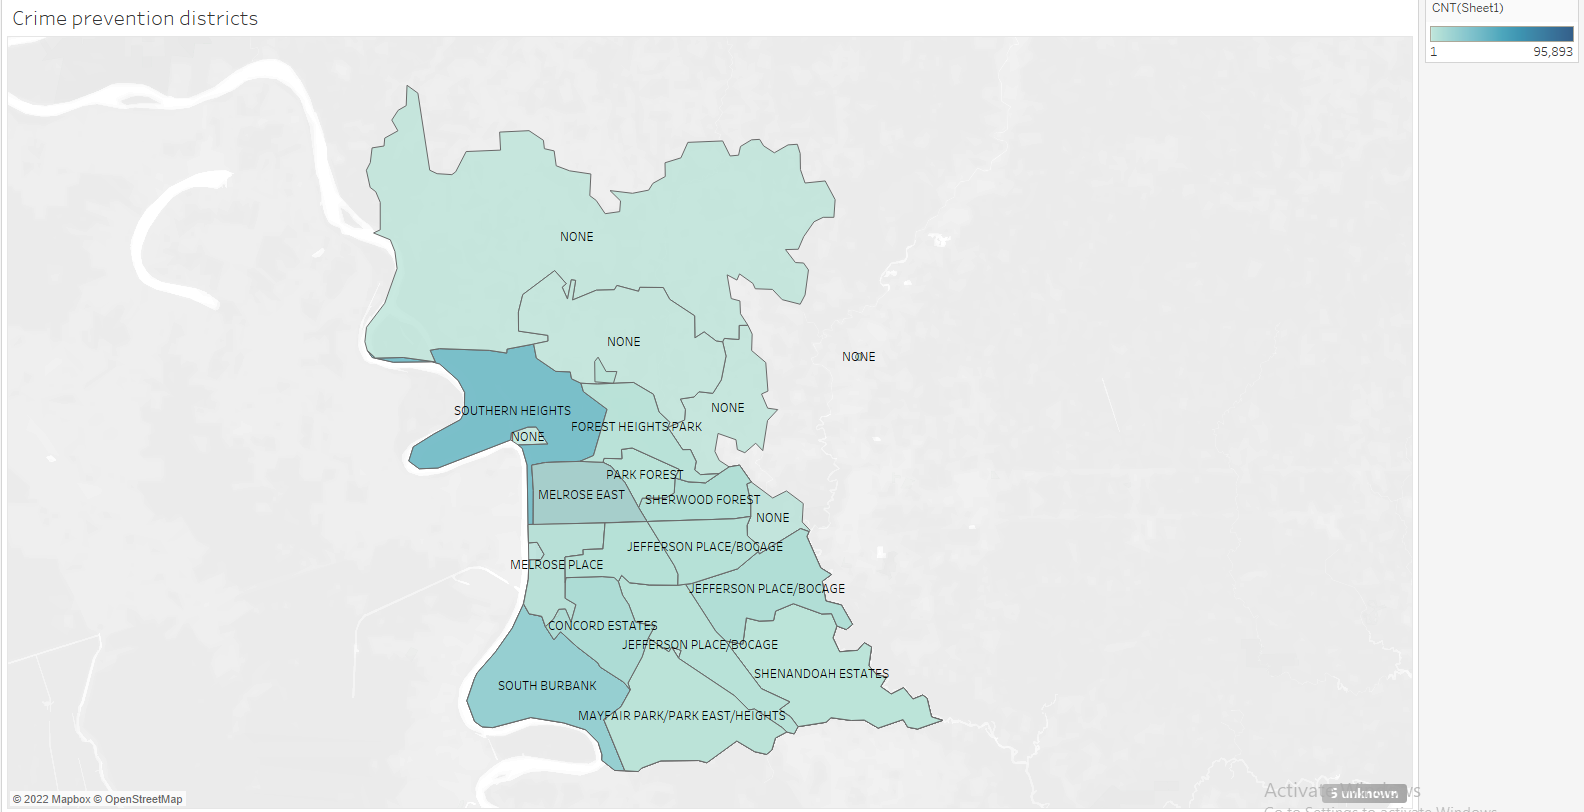 Crime prevention districts
CNT(Sheet1)
1 95,893
NONE
NONE
NONE
NONE
SOUTHERN HEIGHTS
FOREST HEIGHTS PARK
NONE
PARK FOREST
MELROSE EAST
SHERWOOD FOREST
NONE
JEFFERSON PLACE/BOCAGE
MELROSE PLACE
JEFFERSON PLACE/BOCAGE
CONCORD ESTATES
JEFFERSON PLACE/BOCAGE
SHENANDOAH ESTATES
SOUTH BURBANK
MAYFAIR PARK/PARK EAST/HEIGHTS
© 2022 Mapbox © OpenStreetMap
Activate Windows
5 unknown
Go to Settings to activate Windows